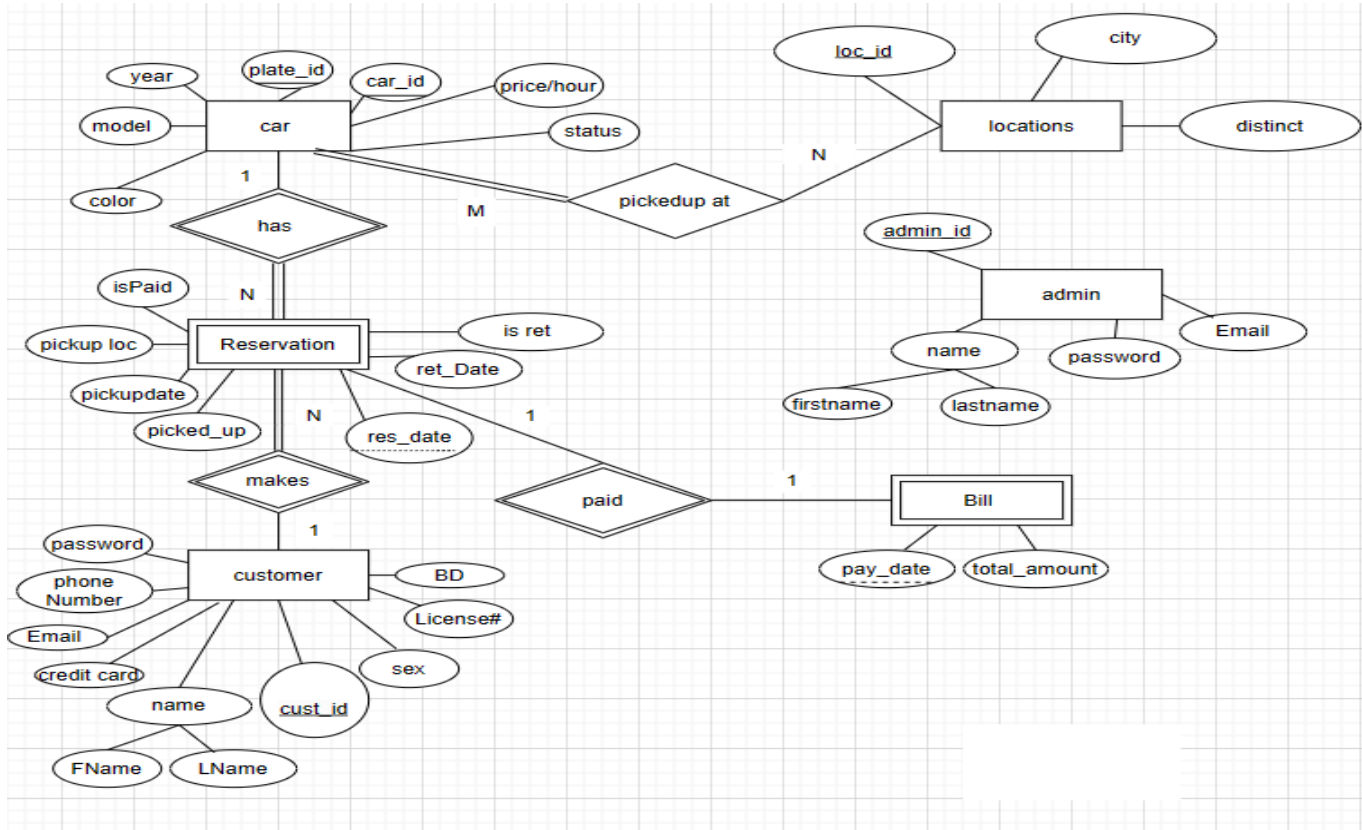 year
plate_id
car_id
price/hour
model
car
status
color
loc_id
city
locations
distinct
1
M
N
pickedup at
has
admin_id
admin
name
password
Email
firstname
lastname
isPaid
N
is ret
pickup loc
Reservation
ret_Date
pickupdate
picked_up
N
res_date
1
makes
paid
1
Bill
pay_date
total_amount
1
password
customer
BD
phone
Number
License#
Email
credit card
sex
name
cust_id
FName
LName